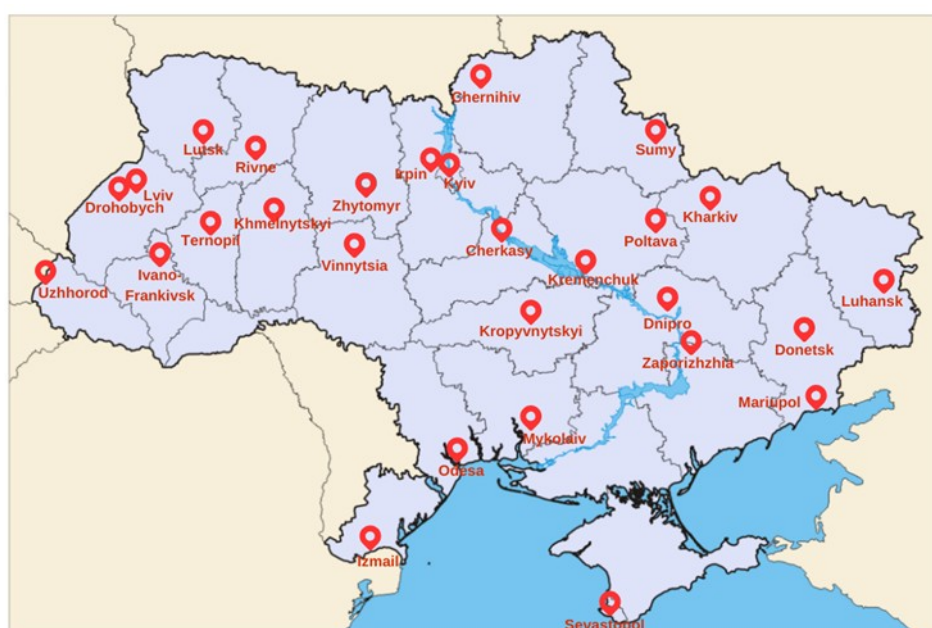 Chernihiv
Lutsk
Rivne
Sumy
Irpin
Kyiv
Lviv
Drohobych
Zhytomyr
Kharkiv
Khmelnytskyi
Ternopil
Poltava
Cherkasy
Vinnytsia
Ivano-
Frankivsk
Uzhhorod
Kremenchuk
Luhansk
Dnipro
Kropyvnytskyi
Donetsk
Zaporizhzhia
Mariupol
Mykolaiv
Odesa
Izmail
Sevastopol